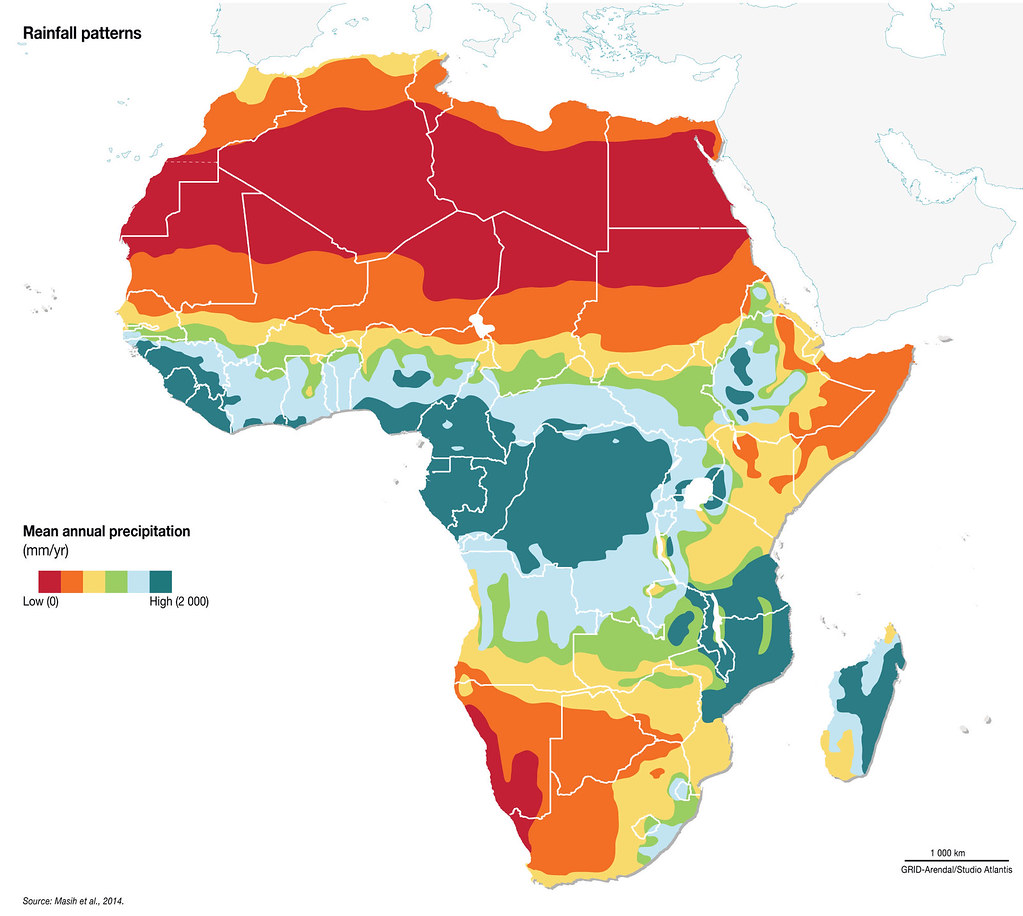 Rainfall patterns
Mean annual precipitation
(mm/yr)
Low (0)
High (2 000)
1 000 km
GRID-Arendal/Studio Atlantis
Source: Masih et al., 2014.